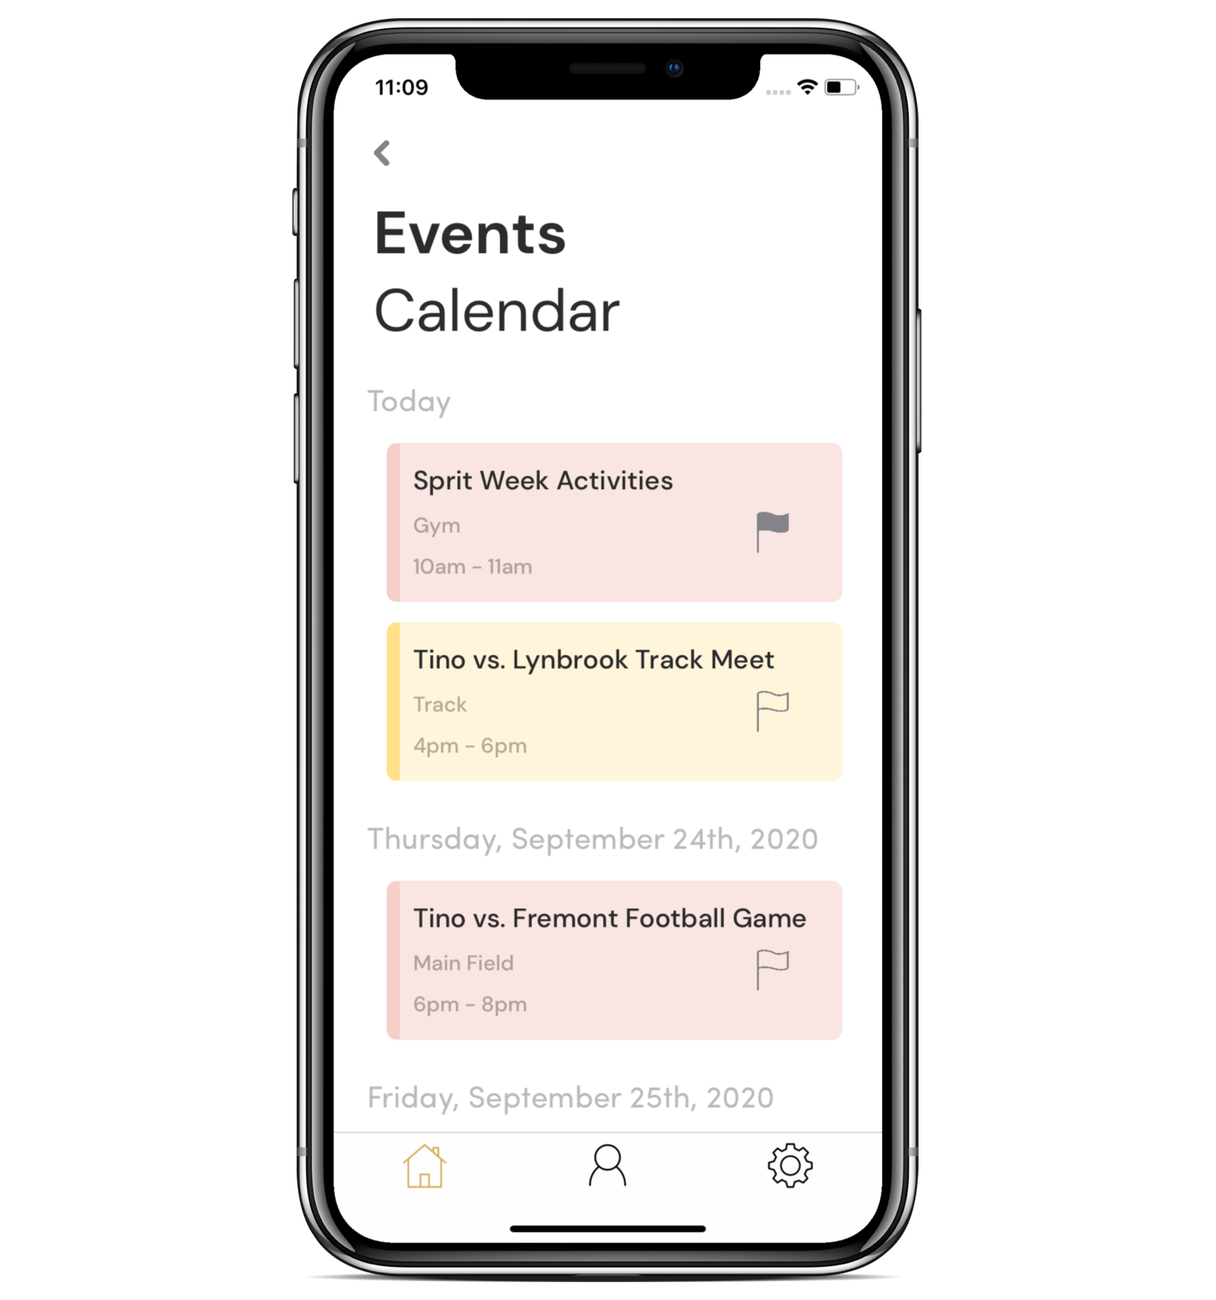 11:09
Events
Calendar
Today
Sprit Week Activities
Gym
10am - 11am
Tino vs. Lynbrook Track Meet
Track
4pm - 6pm
Thursday, September 24th, 2020
Tino vs. Fremont Football Game
Main Field
6pm - 8pm
Friday, September 25th, 2020